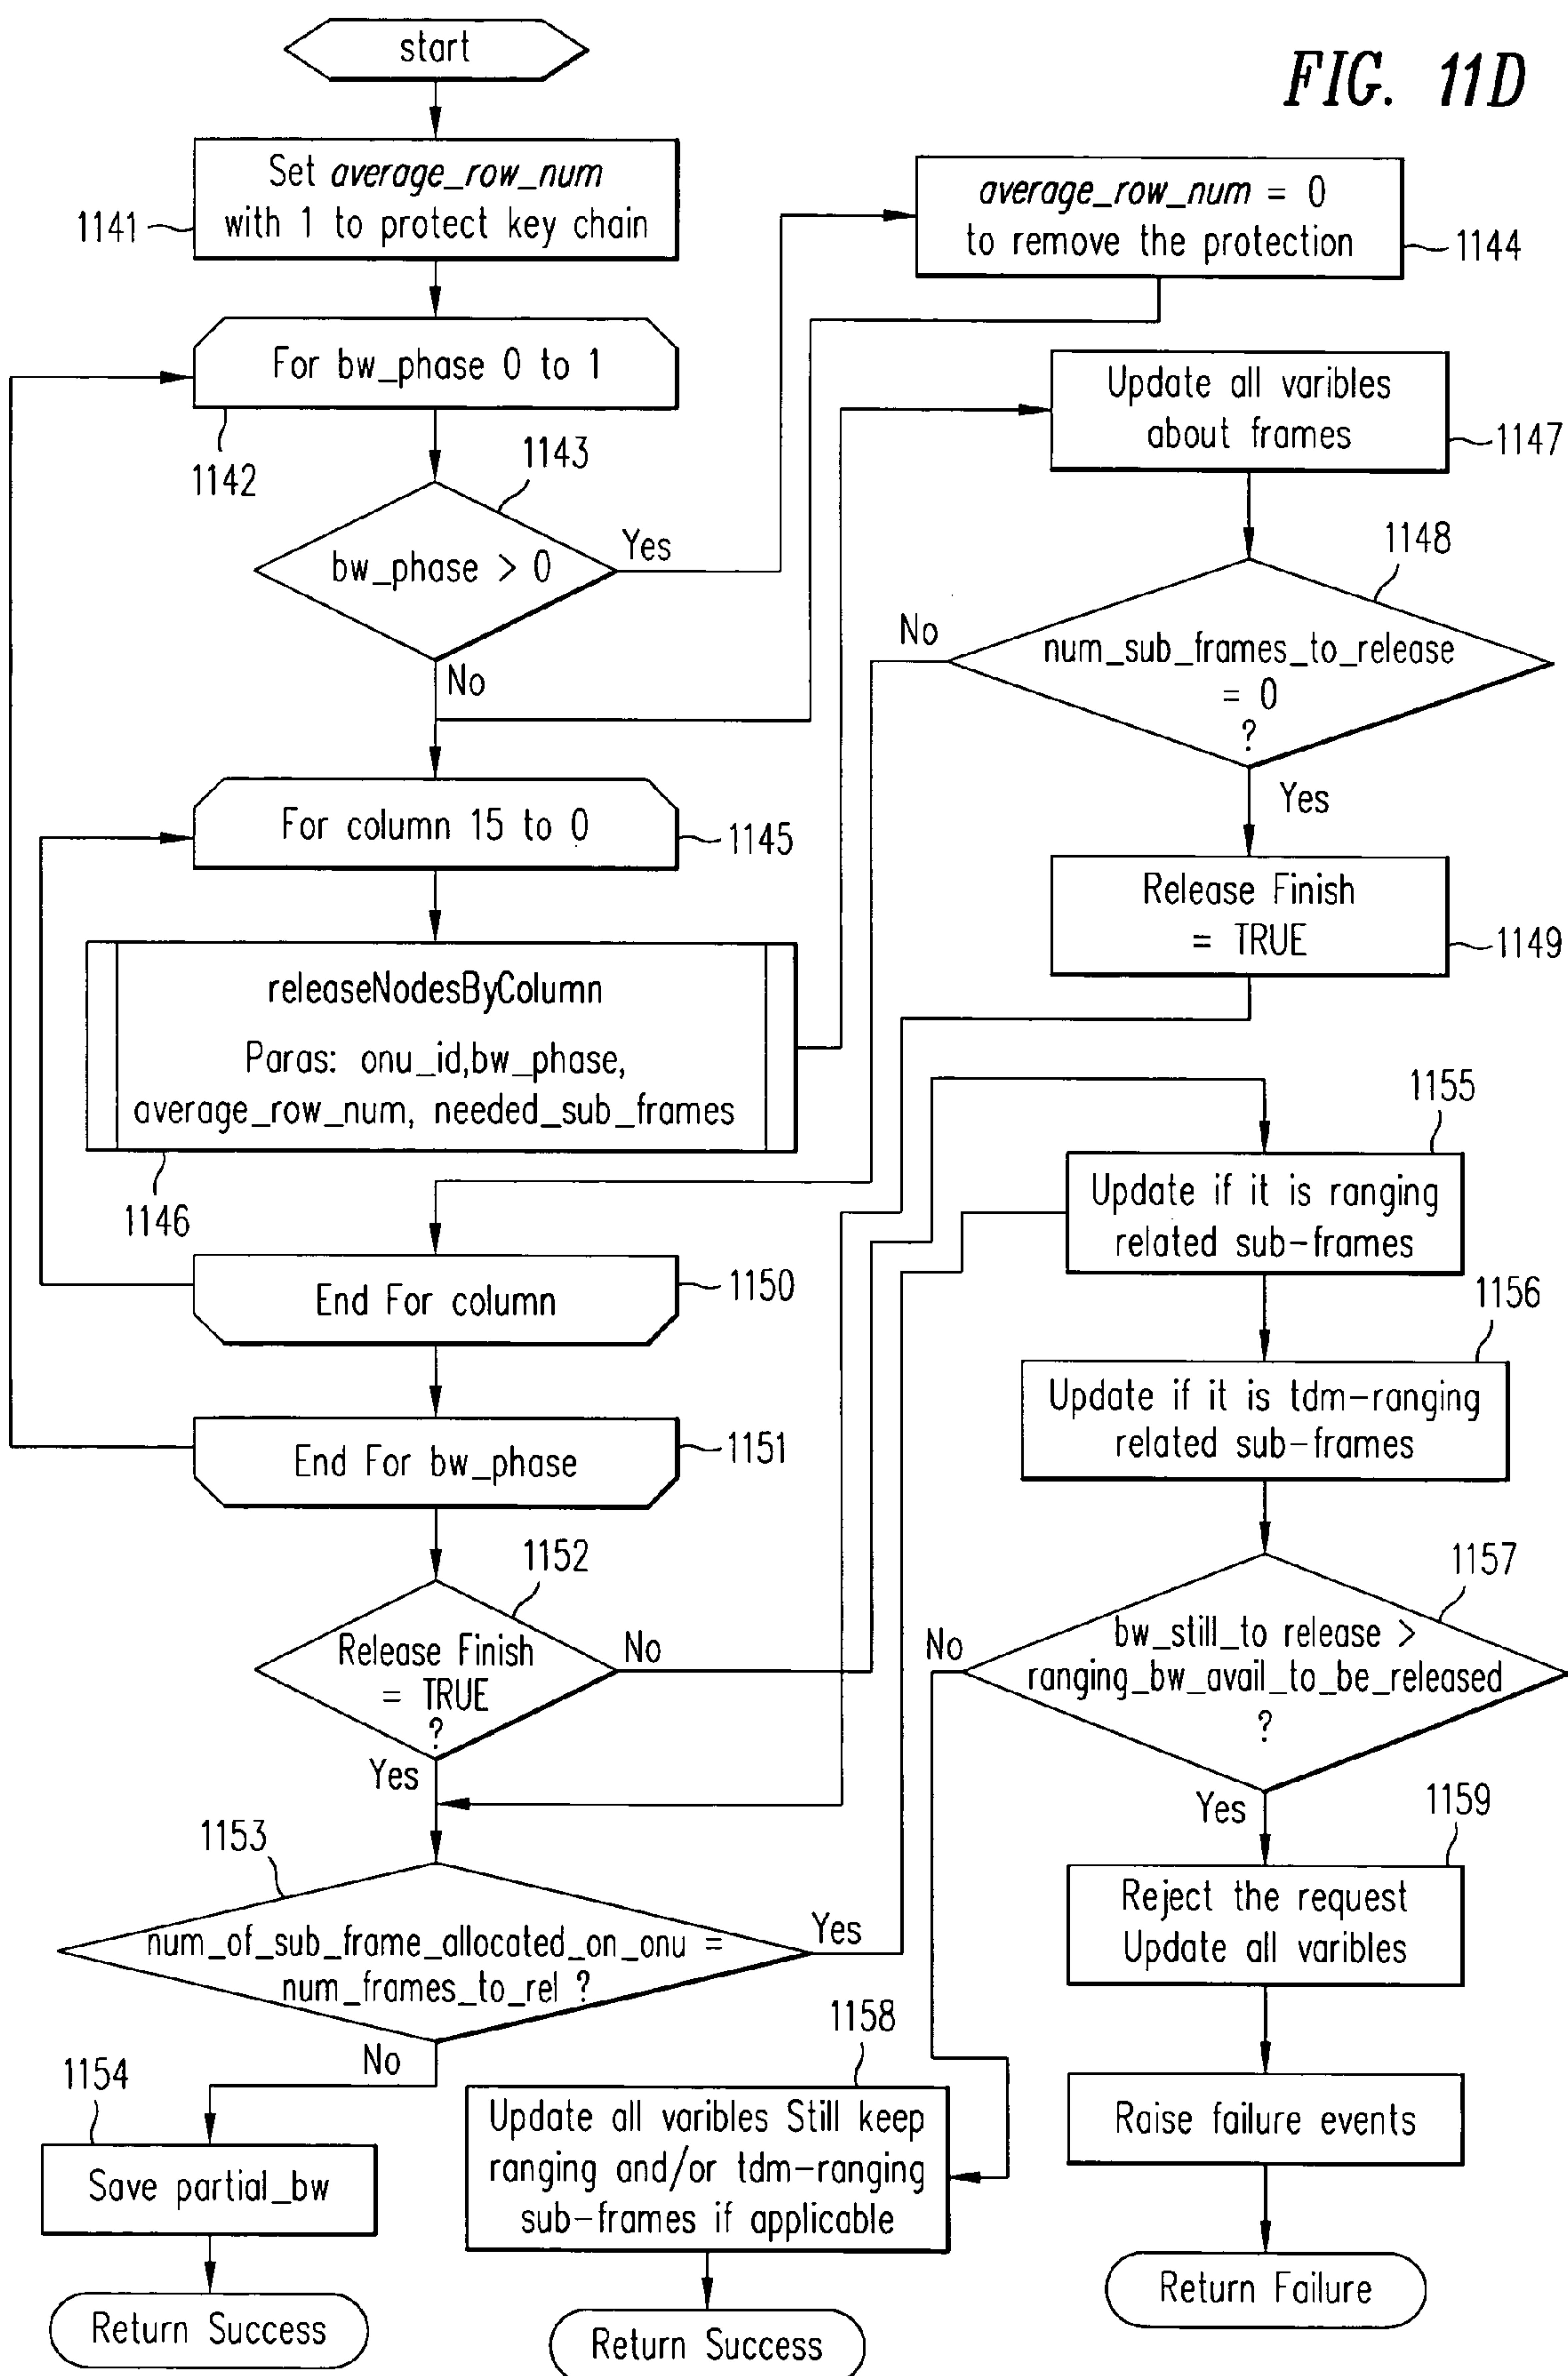 FIG. 11D
start
Set average_row_num
with 1 to protect key chain
1141
For bw_phase 0 to 1
1142
1143
bw_phase > 0
Yes
No
average_row_num = 0
to remove the protection
1144
For column 15 to 0
1145
releaseNodesByColumn
Paras: onu_id,bw_phase,
average_row_num, needed_sub_frames
1146
Update all varibles
about frames
1147
1148
num_sub_frames_to_release
= 0
?
No
Yes
Release Finish
= TRUE
1149
End For column
1150
End For bw_phase
1151
1152
Release Finish
= TRUE
?
No
Yes
1153
num_of_sub_frame_allocated_on_onu =
num_frames_to_rel ?
Yes
No
1154
Save partial_bw
Return Success
1155
Update if it is ranging
related sub-frames
1156
Update if it is tdm-ranging
related sub-frames
1157
bw_still_to release >
ranging_bw_avail_to_be_released
?
No
Yes
1158
Update all varibles Still keep
ranging and/or tdm-ranging
sub-frames if applicable
Return Success
1159
Reject the request
Update all varibles
Raise failure events
Return Failure